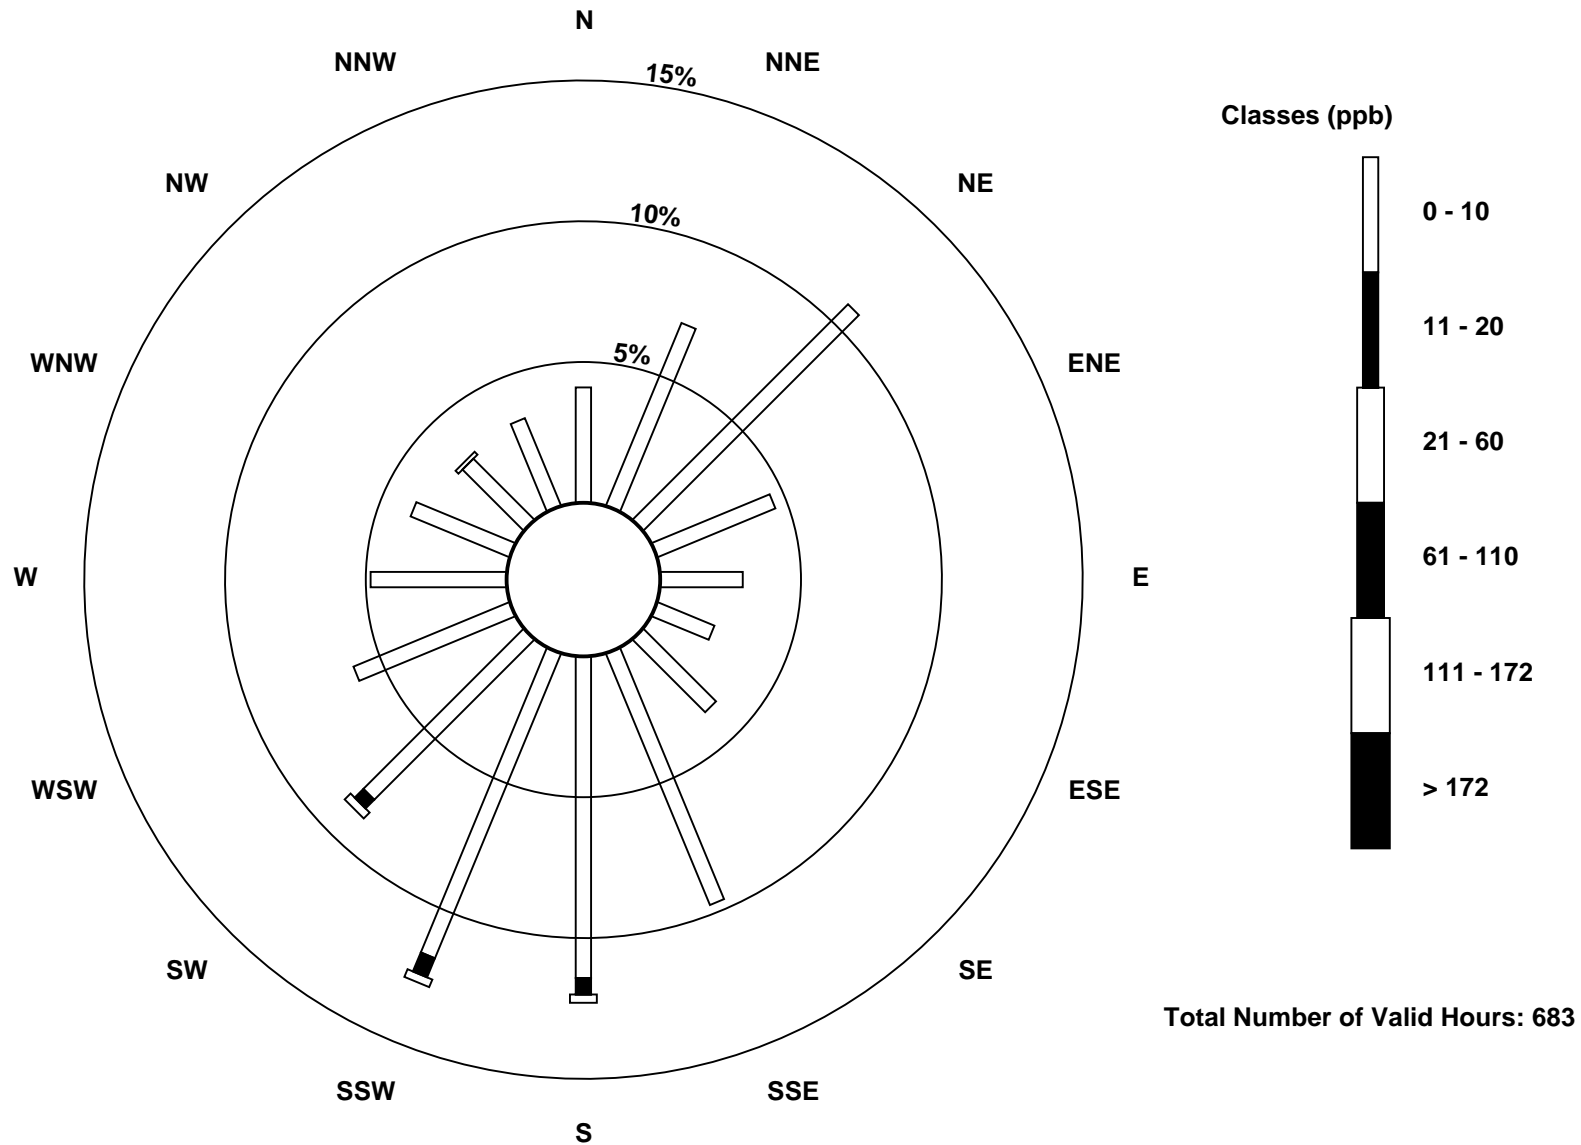 N
NNW
NNE
15%
Classes (ppb)
NW
NE
0 - 10
10%
11 - 20
5%
WNW
ENE
21 - 60
61 - 110
W
E
111 - 172
WSW
ESE
> 172
SW
SE
Total Number of Valid Hours: 683
SSW
SSE
S